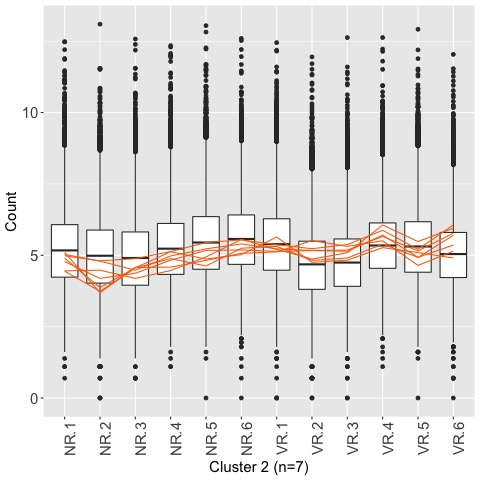 10
5
0
Count
NR.1
NR.2
NR.3
NR.4
NR.5
NR.6
VR.1
VR.2
VR.3
VR.4
VR.5
VR.6
Cluster 2 (n=7)